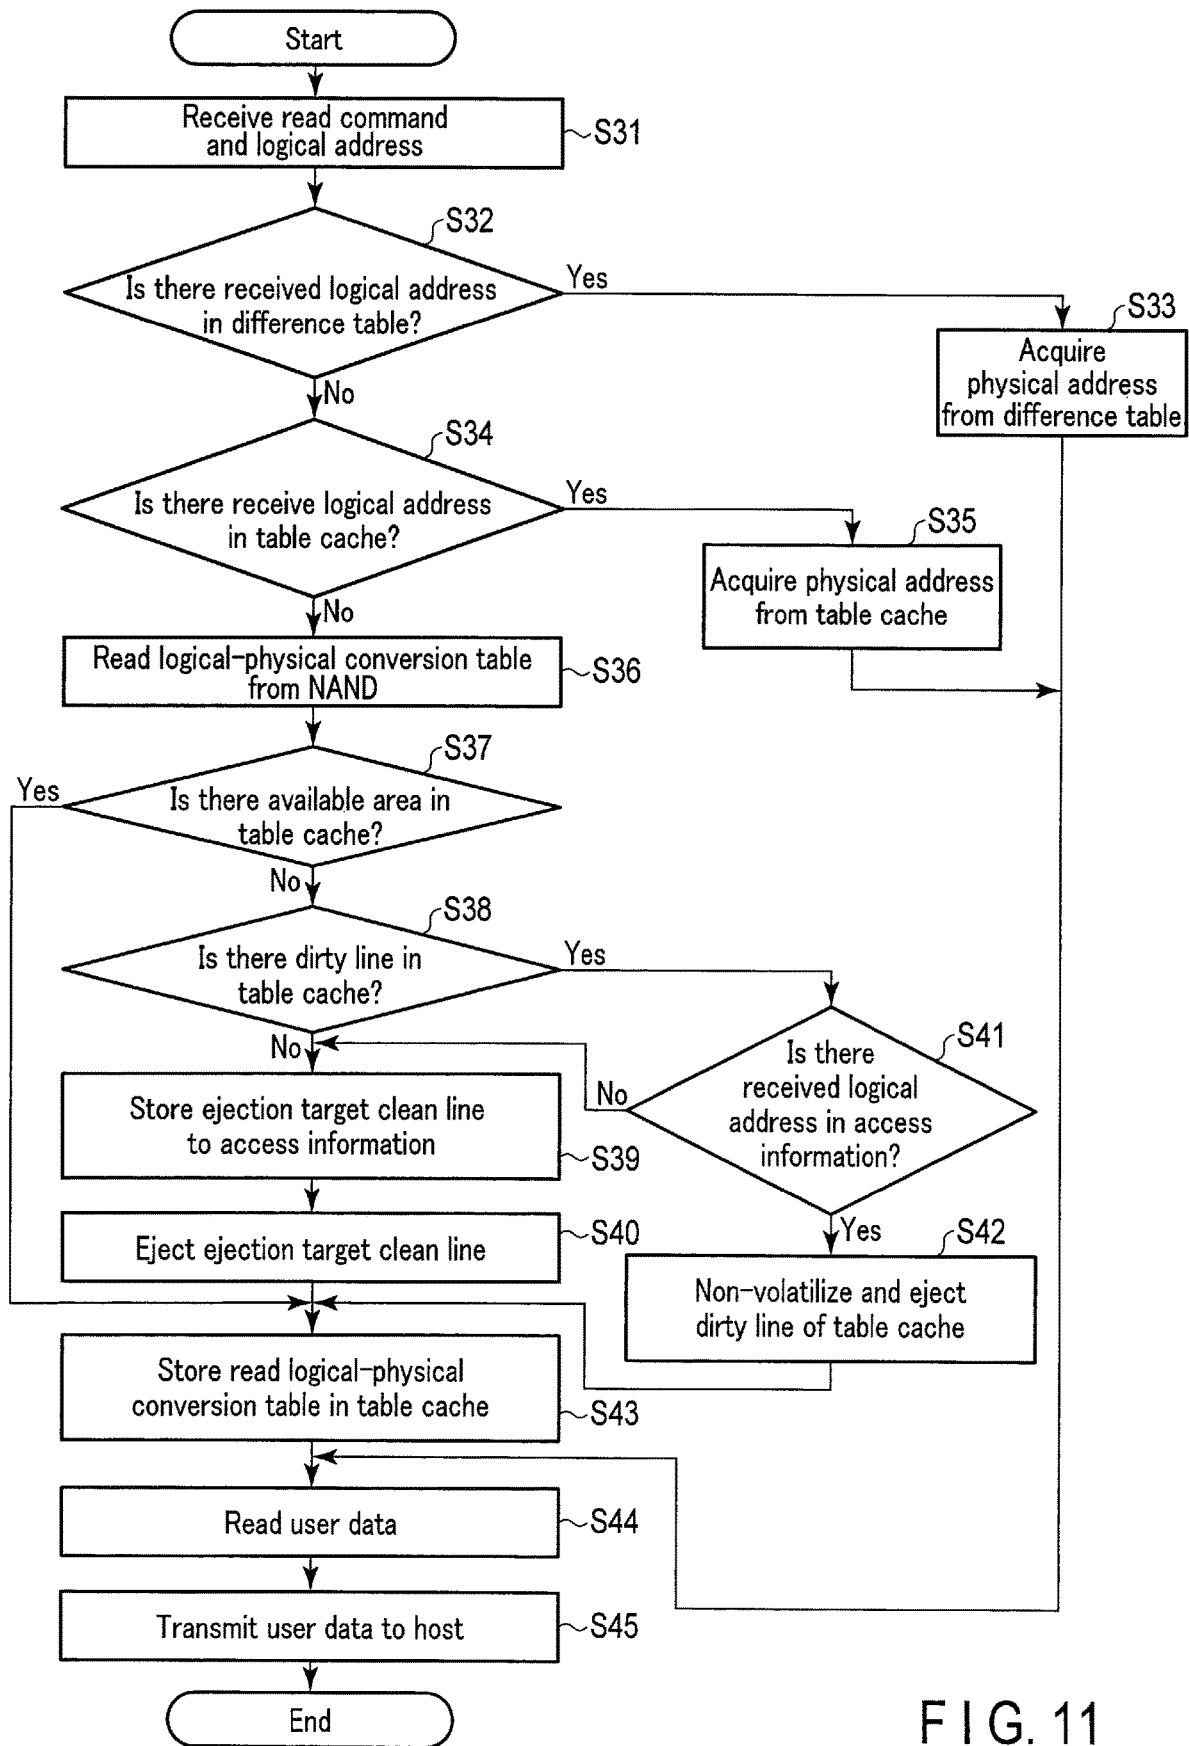 Start
Receive read command
and logical address
S31
S32
Is there received logical address
in difference table?
Yes
No
S33
Acquire
physical address
from difference table
S34
Is there receive logical address
in table cache?
Yes
No
S35
Acquire physical address
from table cache
Read logical-physical conversion table
from NAND
S36
S37
Is there available area in
table cache?
Yes
No
S38
Is there dirty line in
table cache?
Yes
No
S41
Is there
received logical
address in access
information?
No
Yes
Store ejection target clean line
to access information
S39
Eject ejection target clean line
S40
S42
Non-volatilize and eject
dirty line of table cache
Store read logical-physical
conversion table in table cache
S43
Read user data
S44
Transmit user data to host
S45
End
FIG. 11